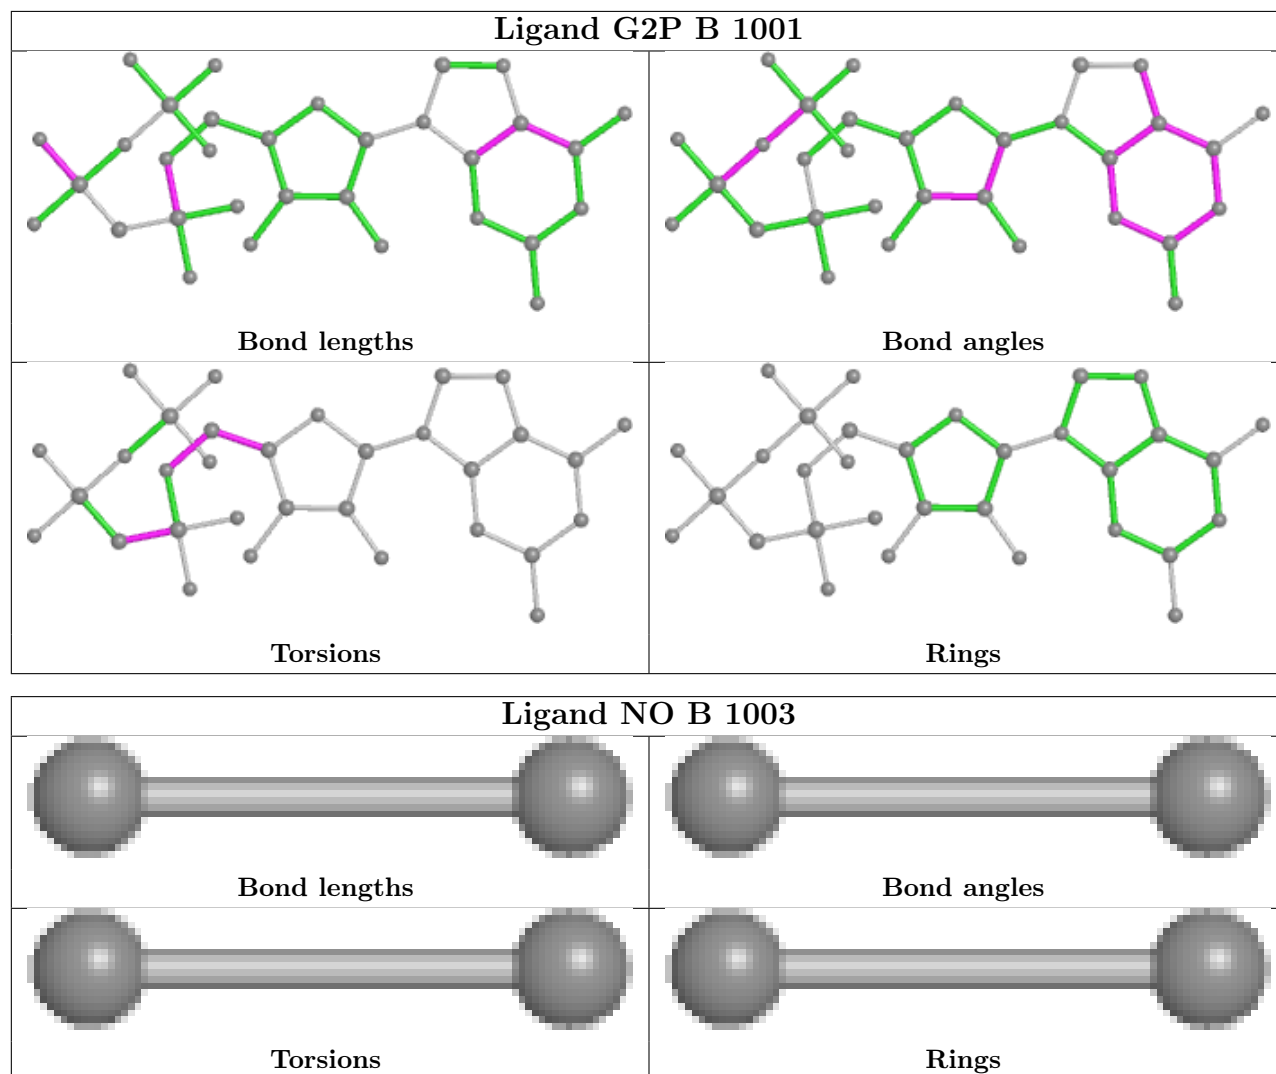 Ligand G2P B 1001
Bond lengths
Bond angles
Torsions
Rings
Ligand NO B 1003
Bond lengths
Bond angles
Torsions
Rings